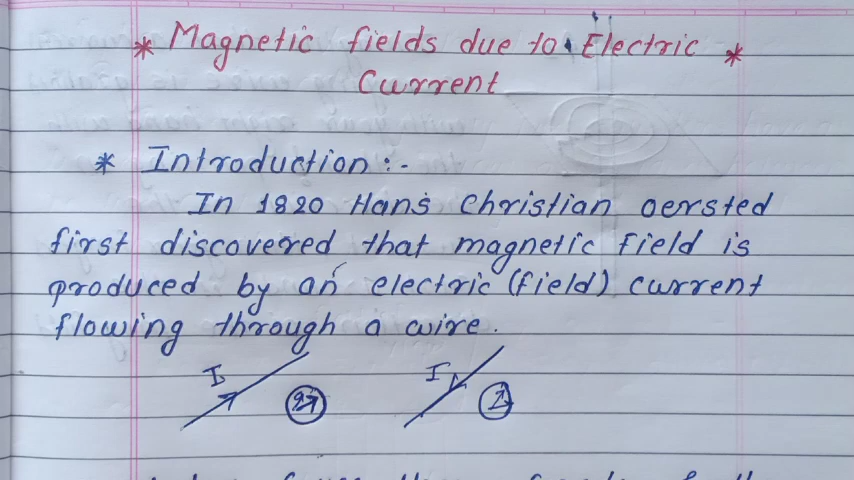 * Magnetic fields due to Electric *
Current
* Introduction :-
In 1820 Hans Christian oersted
first discovered that magnetic field is
produced by an electric (field) current
flowing through a wire.
I I